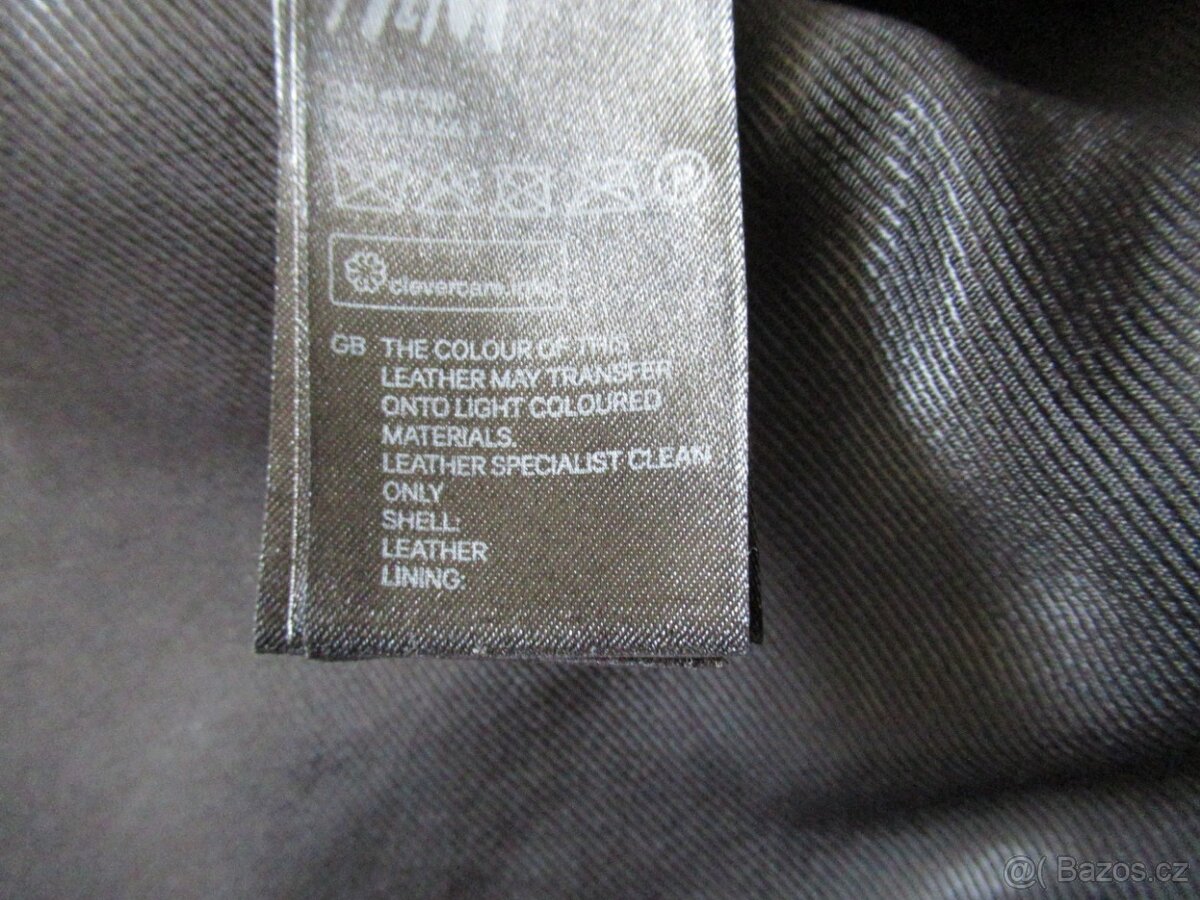 clevercare
GB THE COLOUR OF THIS
LEATHER MAY TRANSFER
ONTO LIGHT COLOURED
MATERIALS.
LEATHER SPECIALIST CLEAN
ONLY
SHELL:
LEATHER
LINING:
@( Bazos.cz